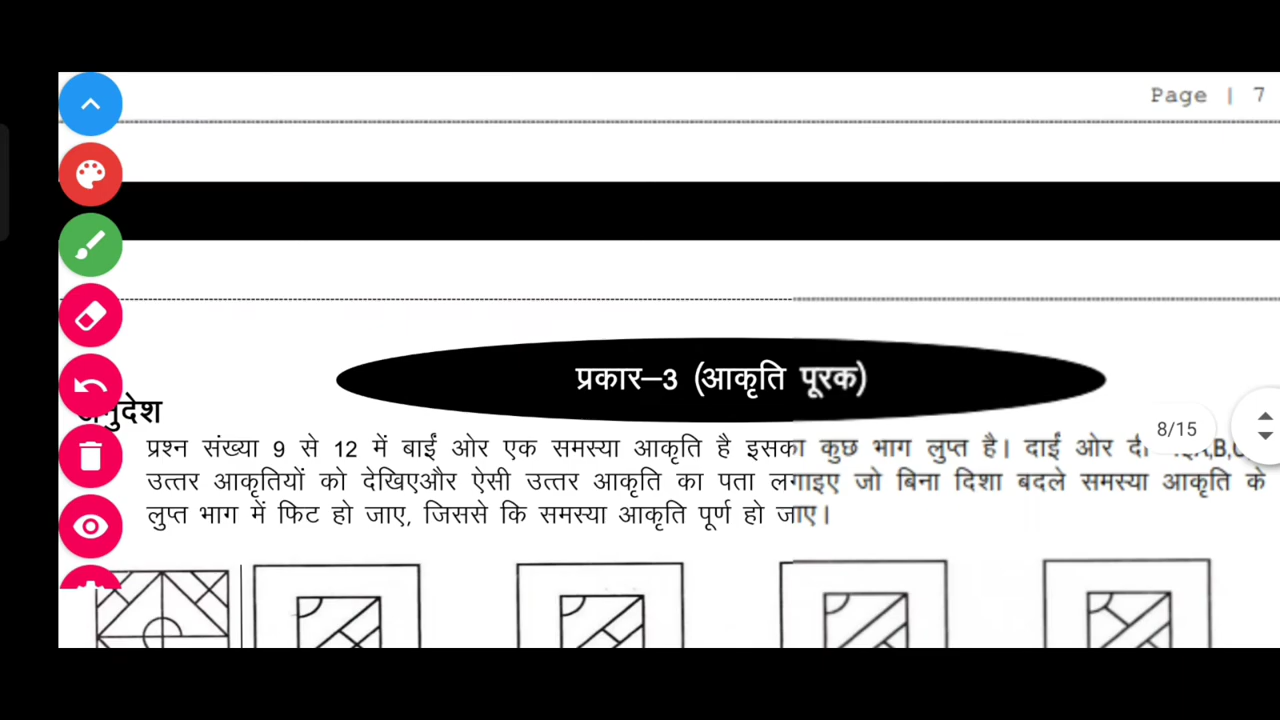 Page | 7
प्रकार–3 (आकृति पूरक)
अनुदेश
प्रश्न संख्या 9 से 12 में बाईं ओर एक समस्या आकृति है इसका कुछ भाग लुप्त है। दाईं ओर
8/15
उत्तर आकृतियों को देखिएऔर ऐसी उत्तर आकृति का पता लगाइए जो बिना दिशा बदले समस्या आकृति के
लुप्त भाग में फिट हो जाए, जिससे कि समस्या आकृति पूर्ण हो जाए।